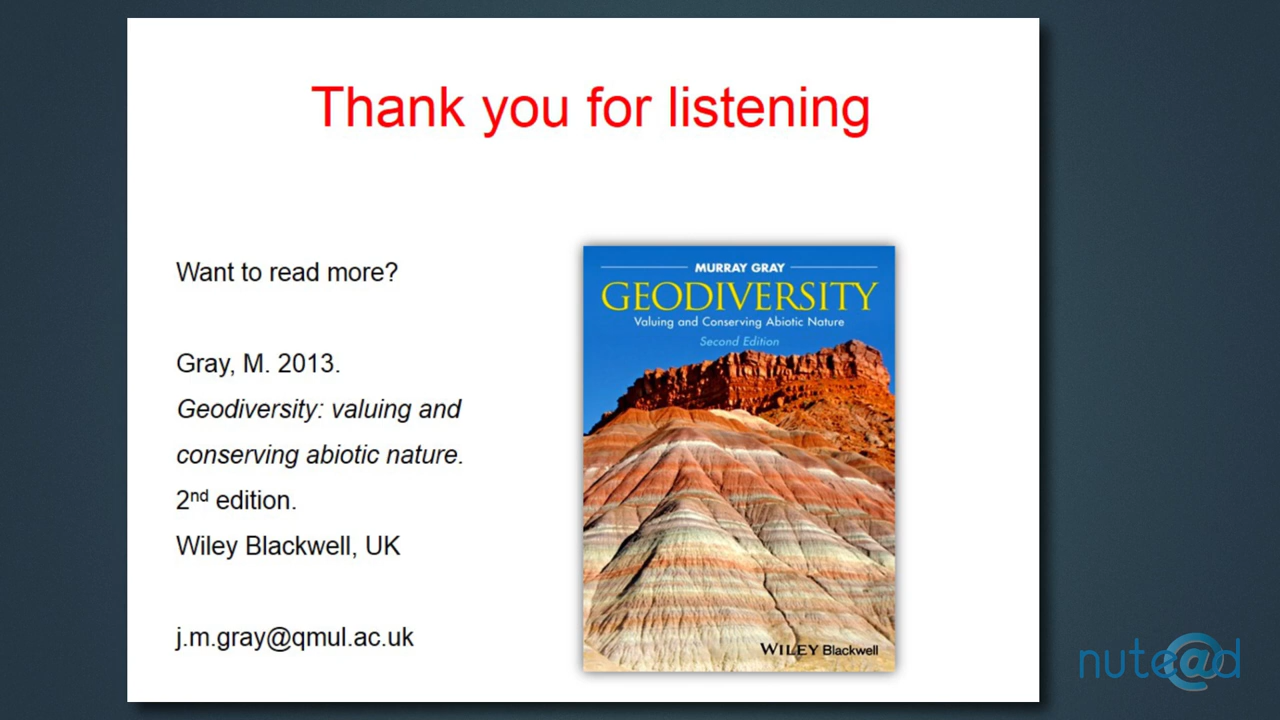 Thank you for listening
Want to read more?
Gray, M. 2013.
Geodiversity: valuing and
conserving abiotic nature.
2nd edition.
Wiley Blackwell, UK
j.m.gray@qmul.ac.uk
MURRAY GRAY
GEODIVERSITY
Valuing and Conserving Abiotic Nature
Second Edition
WILEY Blackwell
nute@d